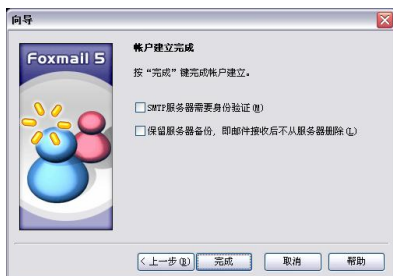 向导
Foxmail 5
帐户建立完成
按“完成”键完成帐户建立。
SMTP服务器需要身份验证(M)
保留服务器备份，即邮件接收后不从服务器删除(L)
<上一步(B)
完成
取消
帮助